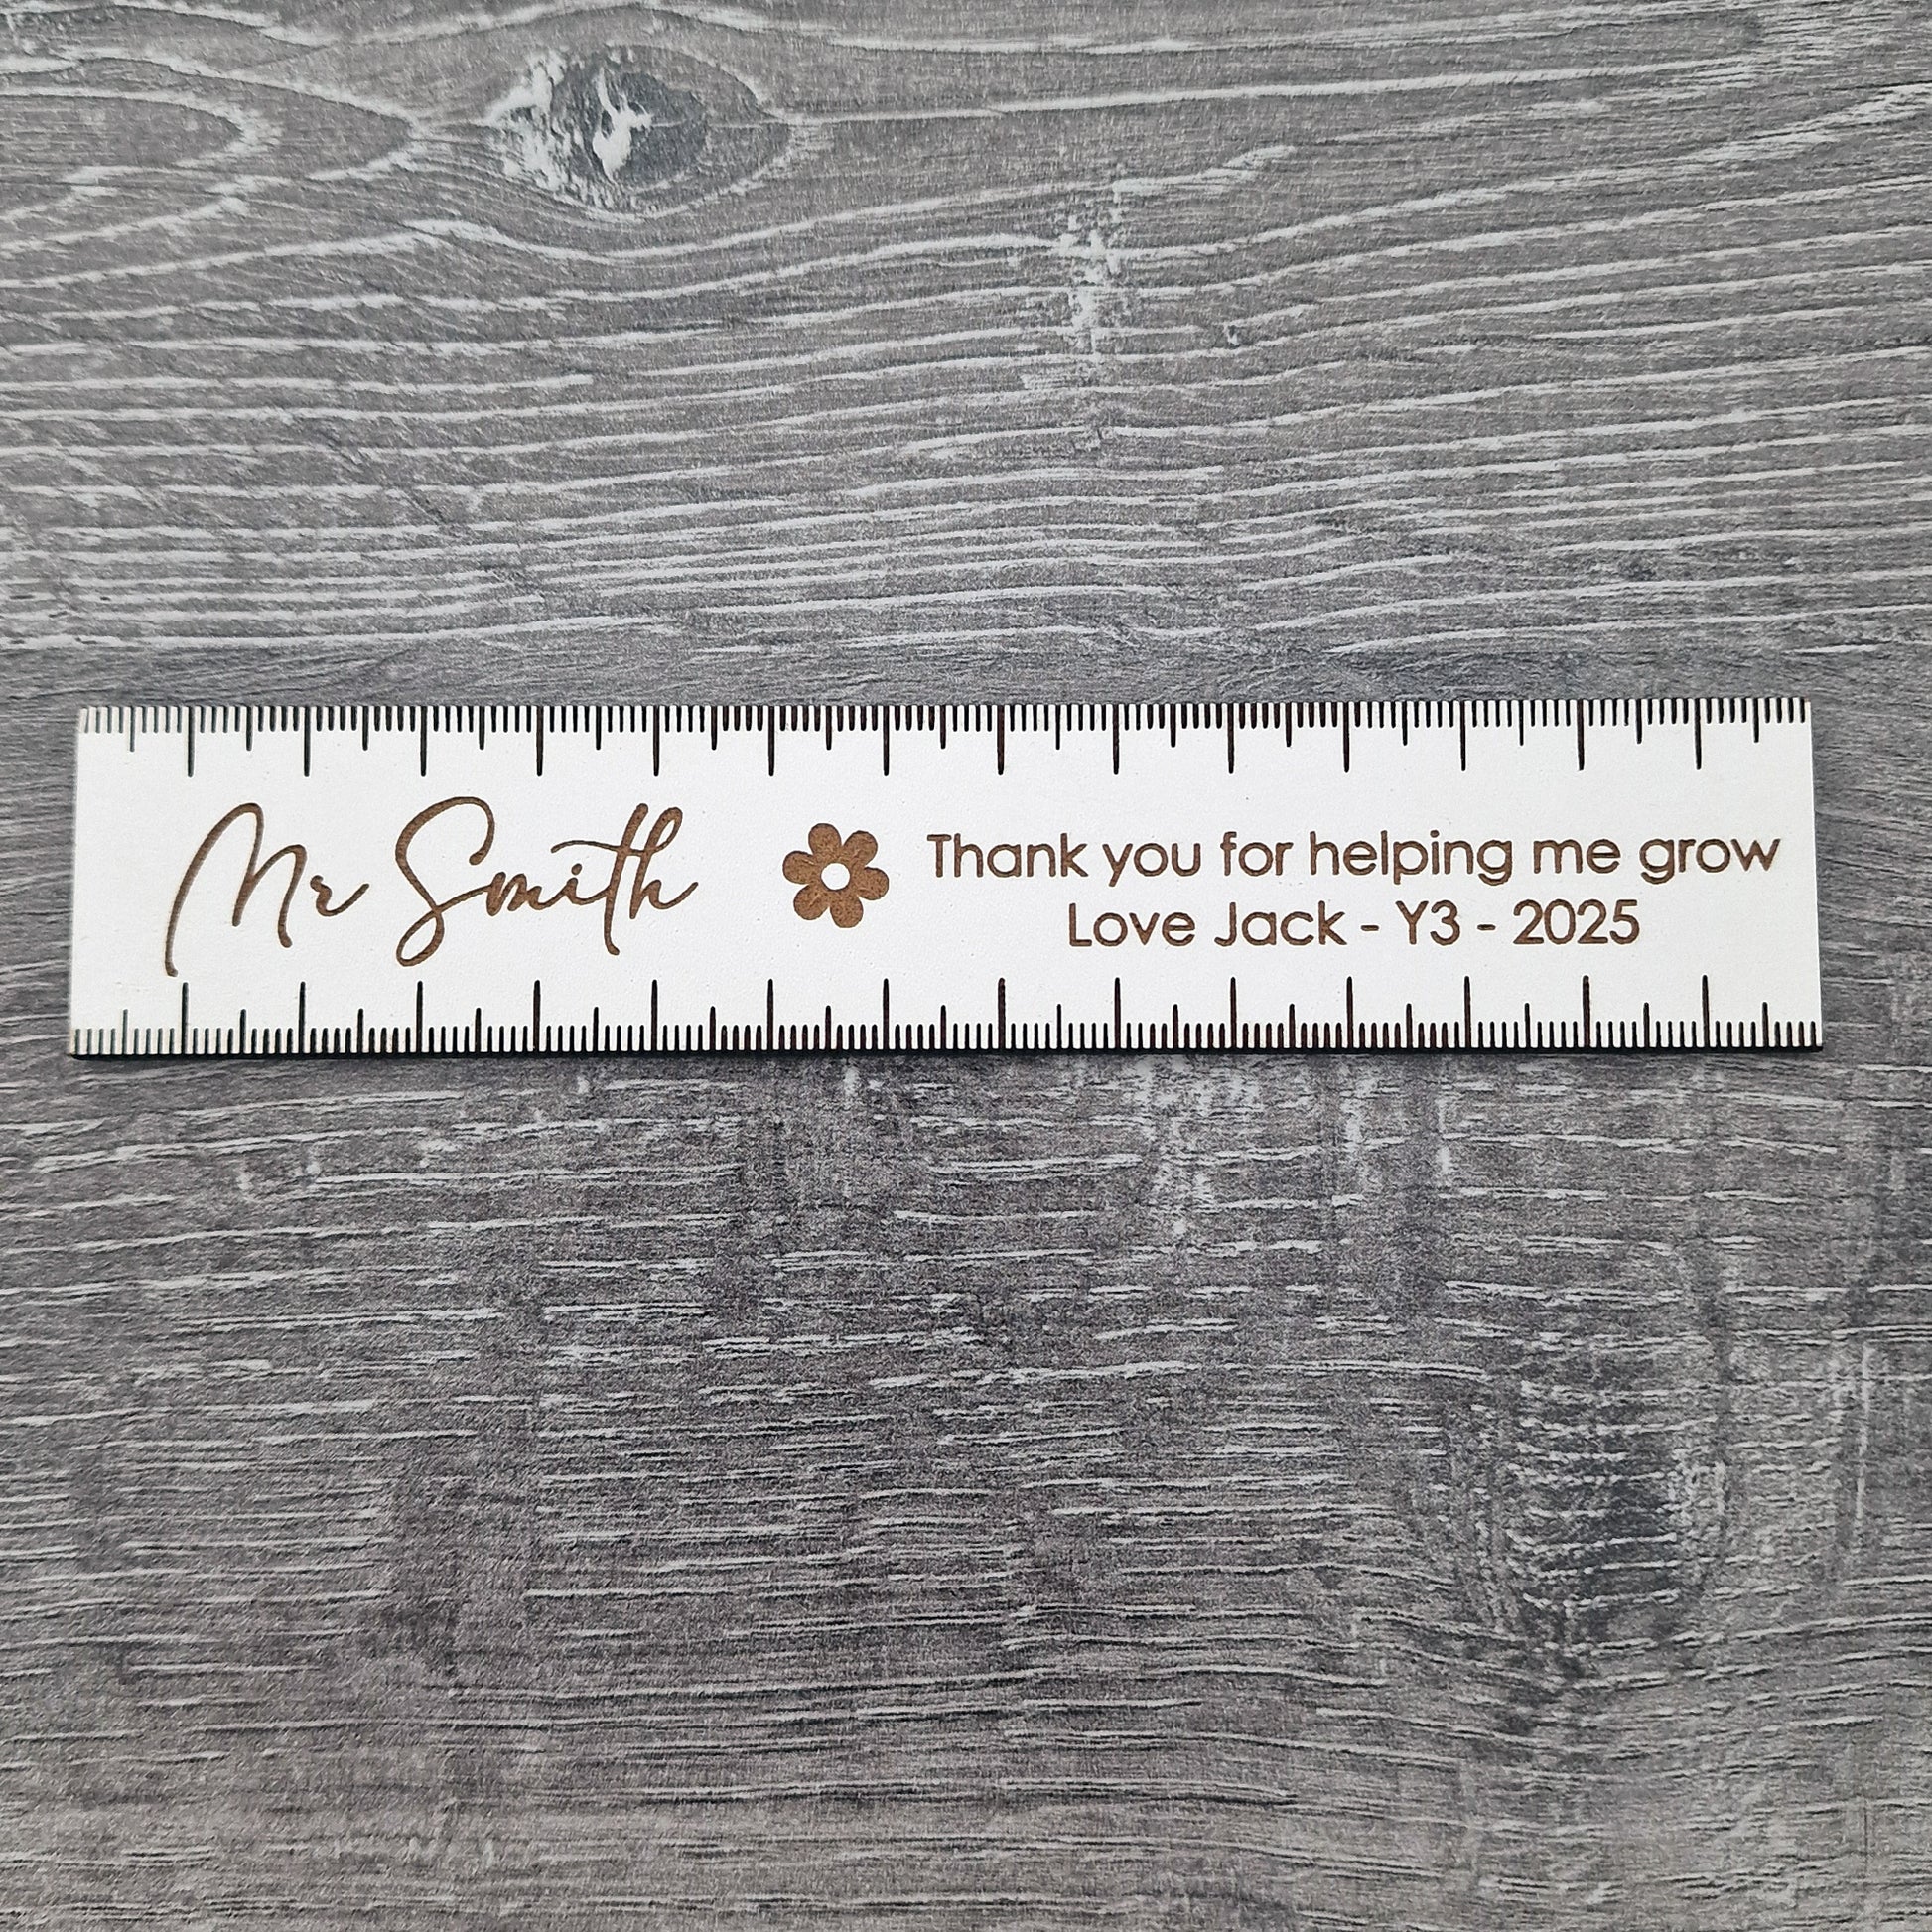 Mr Smith
Thank you for helping me grow
Love Jack - Y3 - 2025